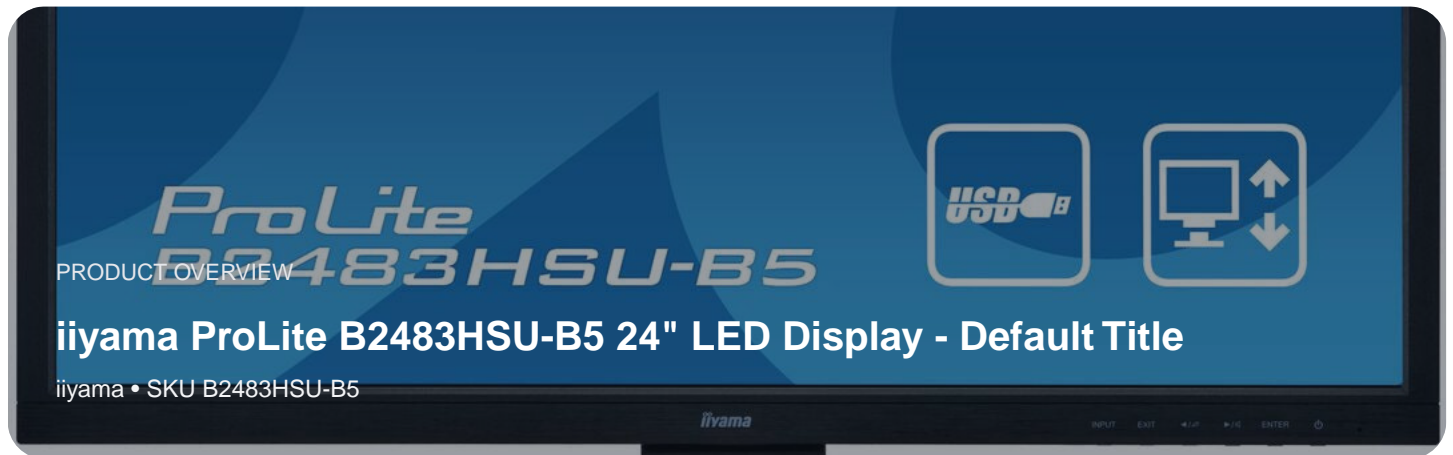 ProLite
B2483HSU-B5
USB
PRODUCT OVERVIEW
iiyama ProLite B2483HSU-B5 24" LED Display - Default Title
iiyama • SKU B2483HSU-B5
iiyama
INPUT EXIT ENTER